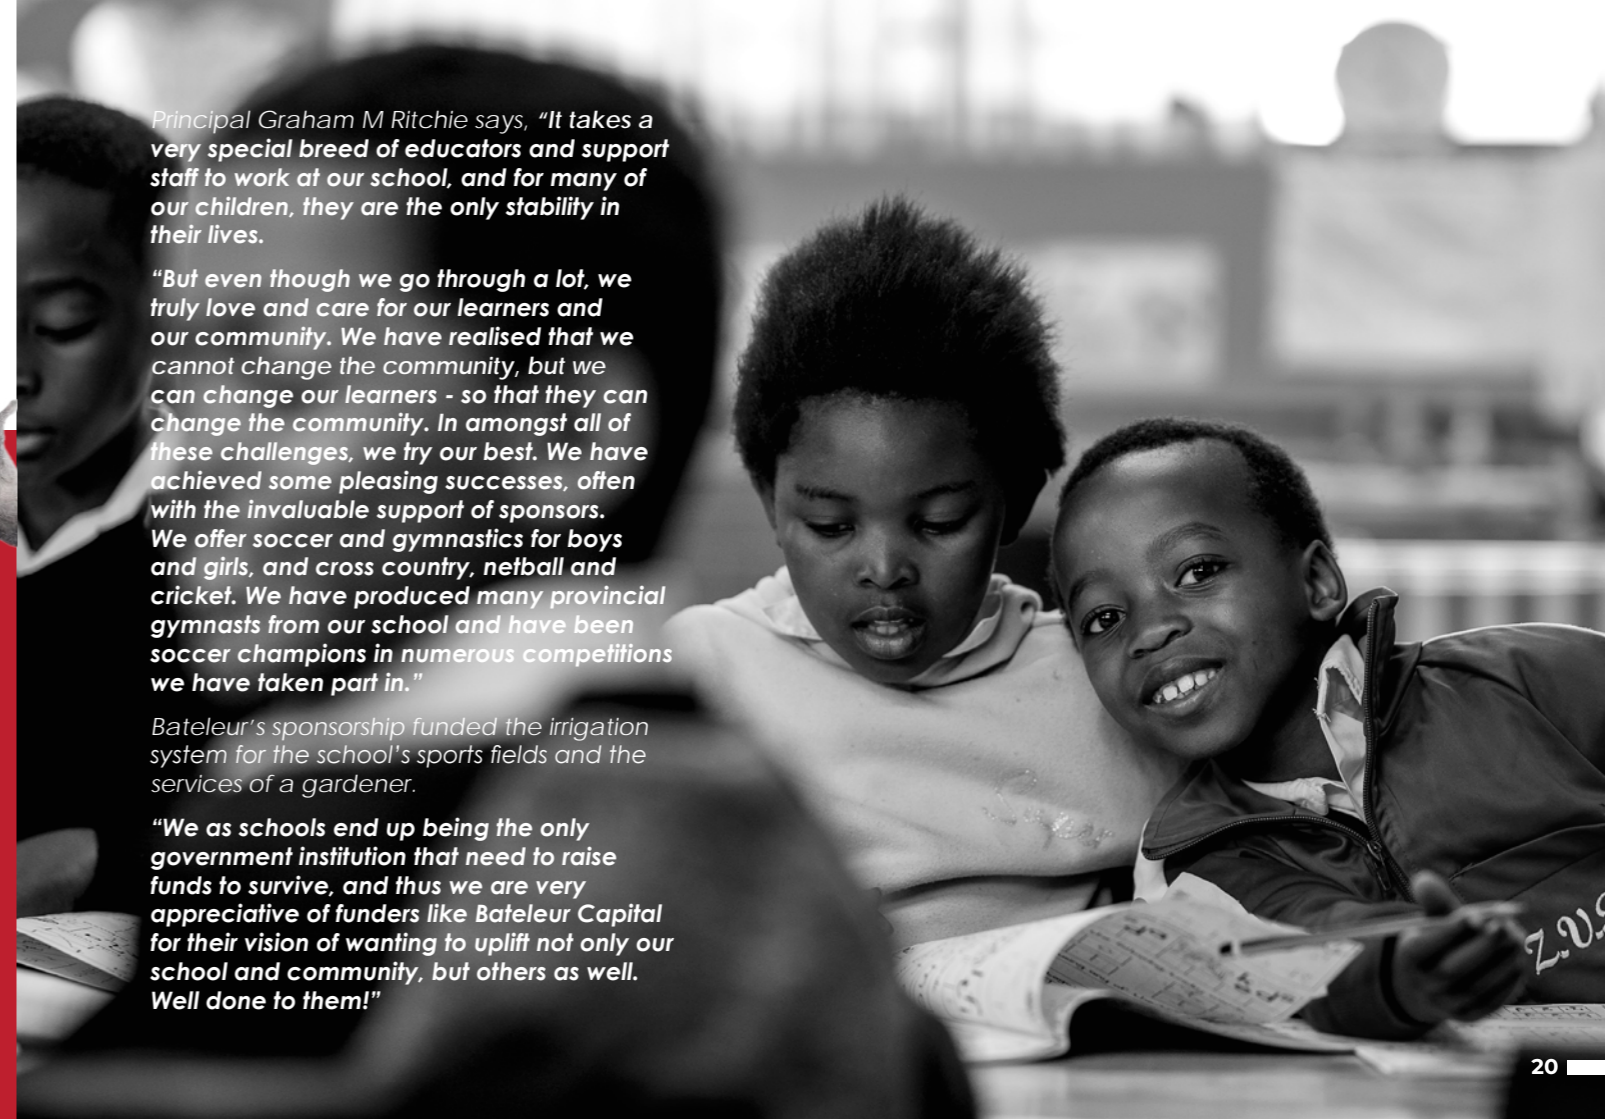 Principal Graham M Ritchie says, “It takes a
very special breed of educators and support
staff to work at our school, and for many of
our children, they are the only stability in
their lives.
“But even though we go through a lot, we
truly love and care for our learners and
our community. We have realised that we
cannot change the community, but we
can change our learners - so that they can
change the community. In amongst all of
these challenges, we try our best. We have
achieved some pleasing successes, often
with the invaluable support of sponsors.
We offer soccer and gymnastics for boys
and girls, and cross country, netball and
cricket. We have produced many provincial
gymnasts from our school and have been
soccer champions in numerous competitions
we have taken part in.”
Bateleur’s sponsorship funded the irrigation
system for the school’s sports fields and the
services of a gardener.
“We as schools end up being the only
government institution that need to raise
funds to survive, and thus we are very
appreciative of funders like Bateleur Capital
for their vision of wanting to uplift not only our
school and community, but others as well.
Well done to them!”
20